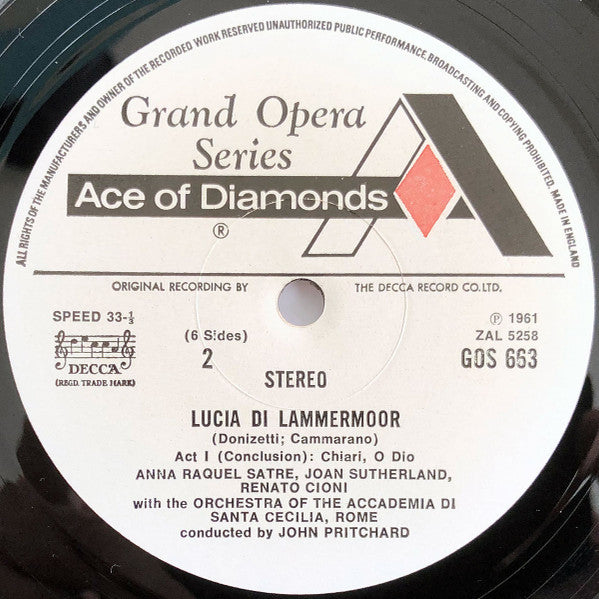 ALL RIGHTS OF THE MANUFACTURERS AND OWNER OF THE RECORDED WORK RESERVED UNAUTHORIZED PUBLIC PERFORMANCE, BROADCASTING AND COPYING PROHIBITED. MADE IN ENGLAND
Grand Opera
Series
Ace of Diamonds
®
ORIGINAL RECORDING BY THE DECCA RECORD CO. LTD.
SPEED 33-⅓
℗ 1961
(6 Sides)
ZAL 5258
DECCA
2
GOS 663
(REGD. TRADE MARK)
STEREO
LUCIA DI LAMMERMOOR
(Donizetti; Cammarano)
Act I (Conclusion): Chiari, O Dio
ANNA RAQUEL SATRE, JOAN SUTHERLAND,
RENATO CIONI
with the ORCHESTRA OF THE ACCADEMIA DI
SANTA CECILIA, ROME
conducted by JOHN PRITCHARD